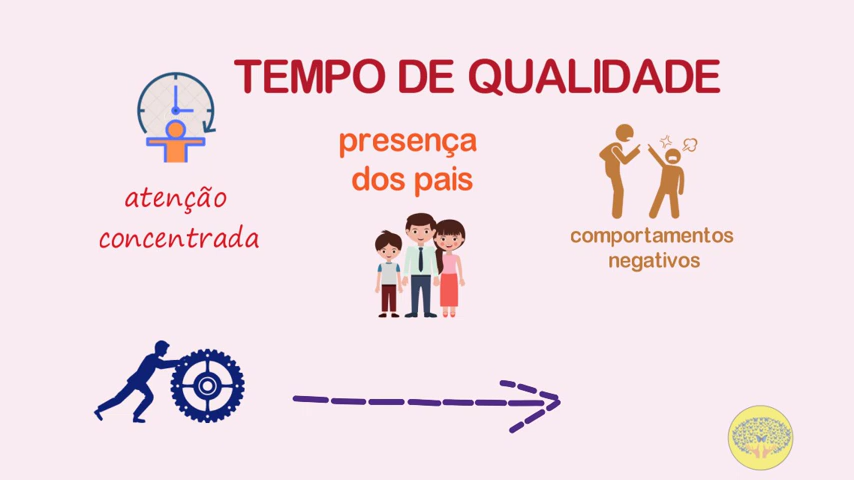 TEMPO DE QUALIDADE
presença
dos pais
atenção
concentrada
comportamentos
negativos